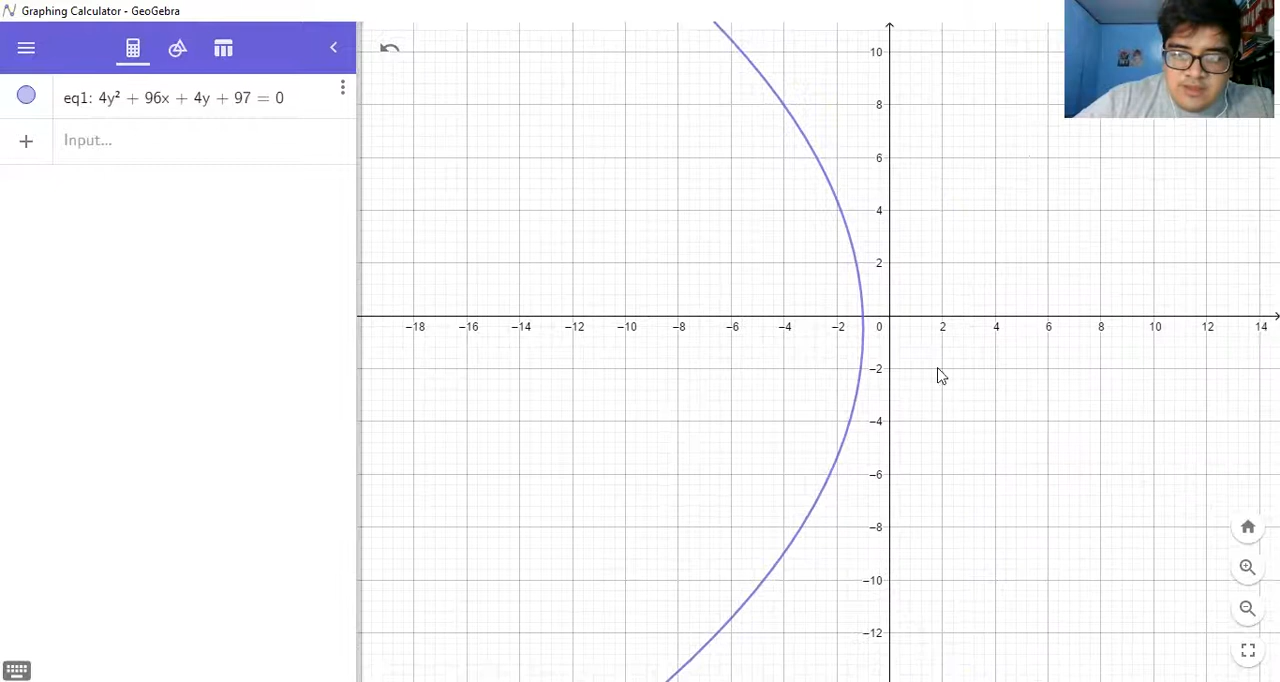 Graphing Calculator - GeoGebra
eq1: 4y² + 96x + 4y + 97 = 0
Input...
10
8
6
4
2
−18 −16 −14 −12 −10 −8 −6 −4 −2 0 2 4 6 8 10 12 14
−2
−4
−6
−8
−10
−12